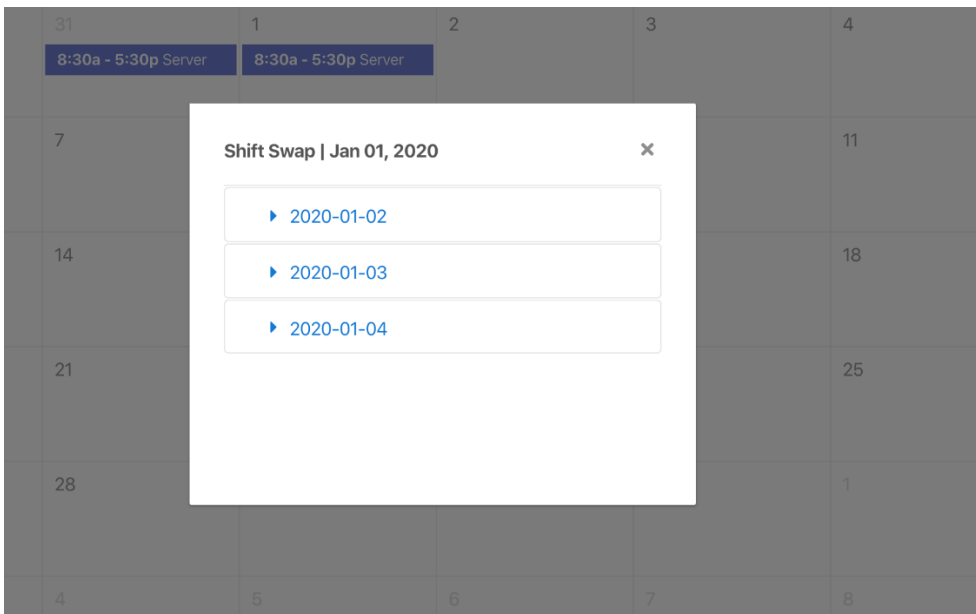 31 1 2 3 4
8:30a - 5:30p Server 8:30a - 5:30p Server
Shift Swap | Jan 01, 2020 ×
7 11
2020-01-02
14 18
2020-01-03
2020-01-04
21 25
28 1
4 5 6 7 8